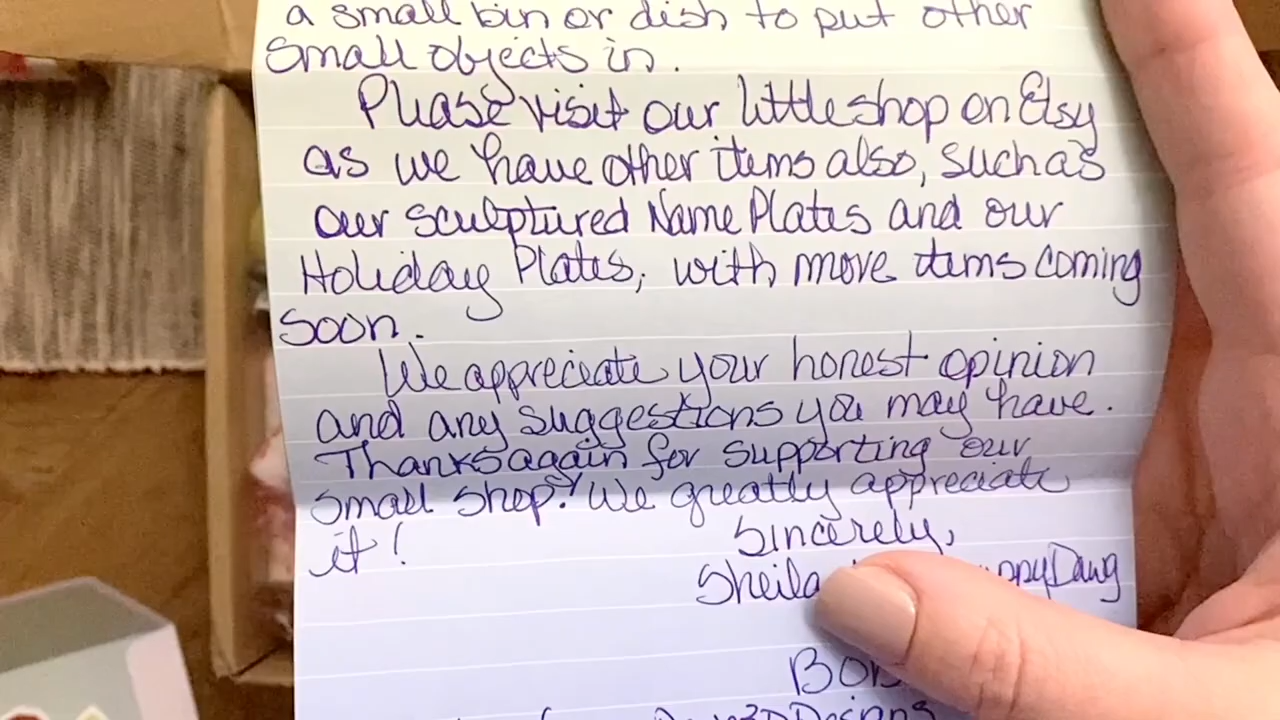 a small bin or dish to put other
small objects in.
Please visit our little shop on Etsy
as we have other items also, such as
our sculptured Name Plates and our
Holiday Plates, with more items coming
soon.
We appreciate your honest opinion
and any suggestions you may have.
Thanks again for supporting our
small shop! We greatly appreciate
it!
Sincerely,
Sheila